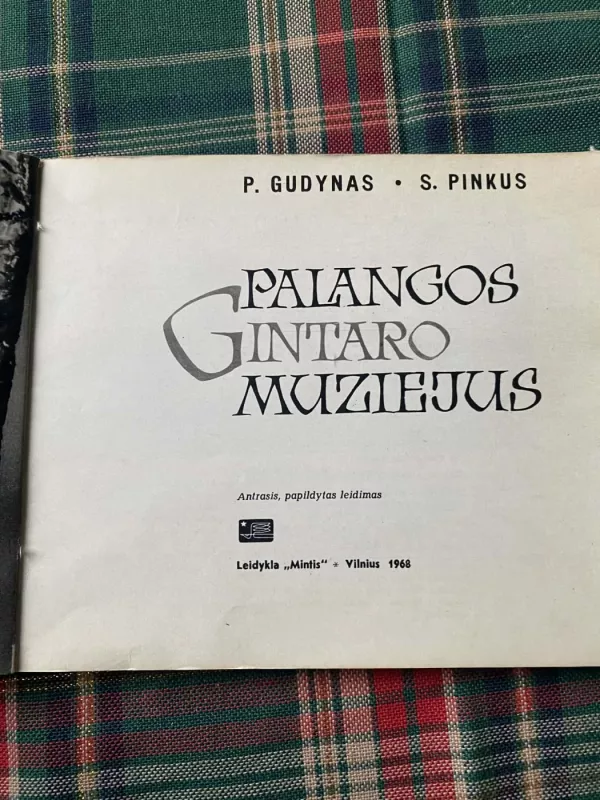 P. GUDYNAS • S. PINKUS
PALANGOS
GINTARO
MUZIEJUS
Antrasis, papildytas leidimas
Leidykla „Mintis“ * Vilnius 1968